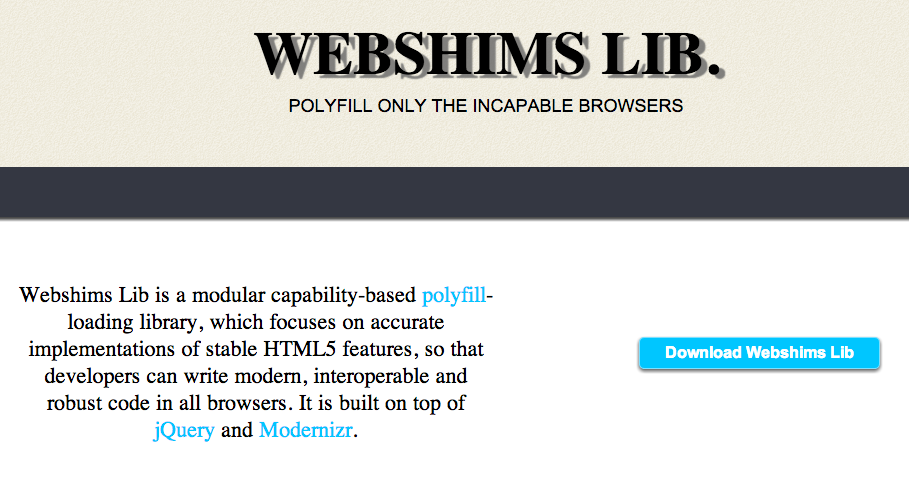 WEBSHIMS LIB.
POLYFILL ONLY THE INCAPABLE BROWSERS
Webshims Lib is a modular capability-based polyfill-
loading library, which focuses on accurate
implementations of stable HTML5 features, so that
developers can write modern, interoperable and
robust code in all browsers. It is built on top of
jQuery and Modernizr.
Download Webshims Lib